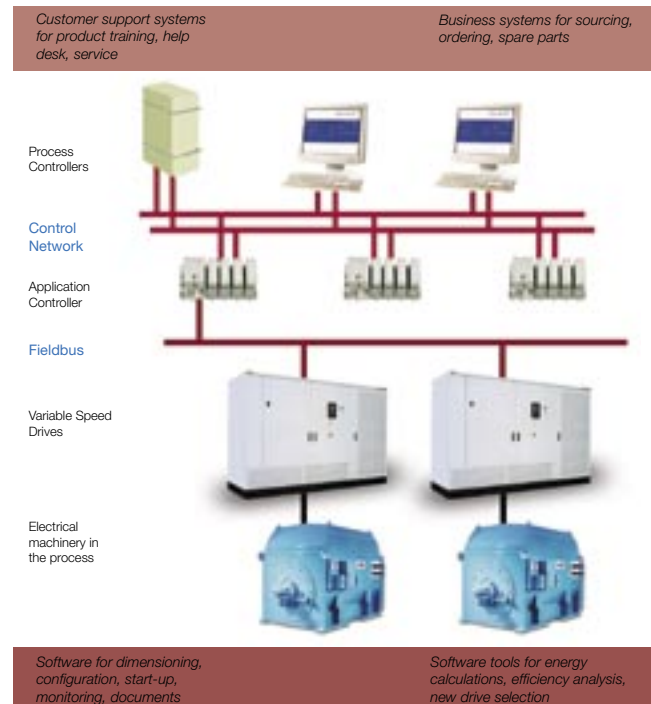 Customer support systems
for product training, help
desk, service
Business systems for sourcing,
ordering, spare parts
Process
Controllers
Control
Network
Application
Controller
Fieldbus
Variable Speed
Drives
Electrical
machinery in
the process
Software for dimensioning,
configuration, start-up,
monitoring, documents
Software tools for energy
calculations, efficiency analysis,
new drive selection